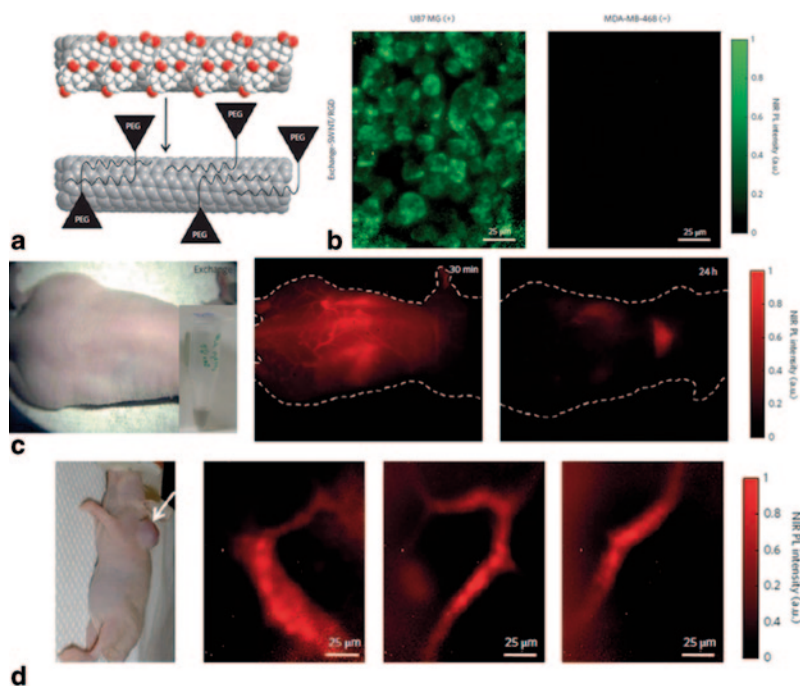 U87 MG (+)
MDA-MB-468 (−)
PEG
PEG
PEG
PEG
PEG
Exchange-SWNT/RGD
25 μm
25 μm
1
0.8
0.6
0.4
0.2
0
NIR PL intensity (a.u.)
a
b
Exchange
30 min
24 h
1
0.8
0.6
0.4
0.2
0
NIR PL intensity (a.u.)
c
25 μm
25 μm
25 μm
1
0.8
0.6
0.4
0.2
0
NIR PL intensity (a.u.)
d